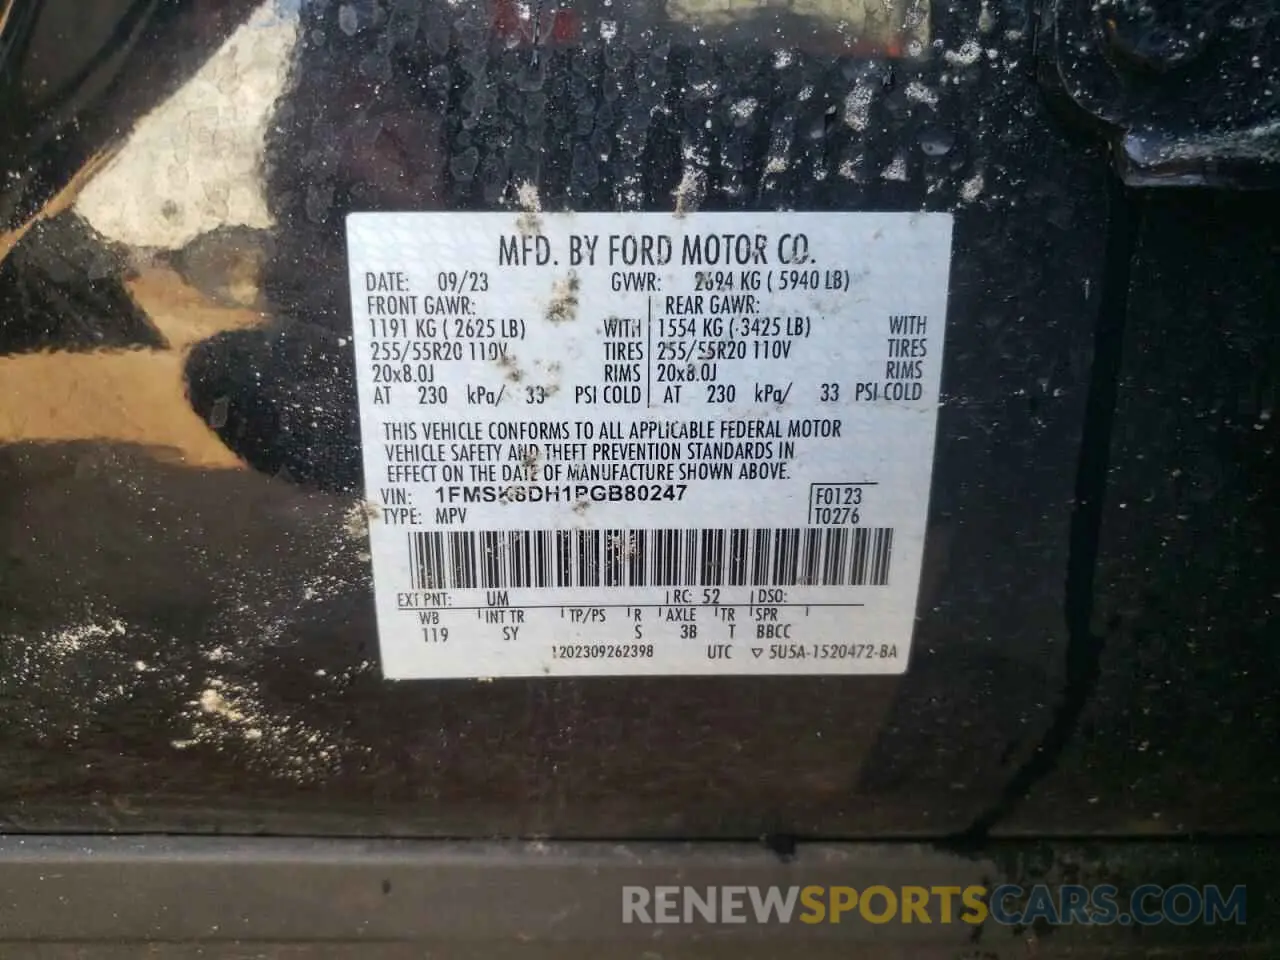 MFD. BY FORD MOTOR CO.
DATE: 09/23 GVWR: 2694 KG ( 5940 LB)
FRONT GAWR: REAR GAWR:
1191 KG ( 2625 LB) WITH 1554 KG ( 3425 LB) WITH
255/55R20 110V TIRES 255/55R20 110V TIRES
20x8.0J RIMS 20x8.0J RIMS
AT 230 kPa/ 33 PSI COLD AT 230 kPa/ 33 PSI COLD
THIS VEHICLE CONFORMS TO ALL APPLICABLE FEDERAL MOTOR
VEHICLE SAFETY AND THEFT PREVENTION STANDARDS IN
EFFECT ON THE DATE OF MANUFACTURE SHOWN ABOVE.
VIN: 1FMSK8DH1PGB80247 F0123
TYPE: MPV T0276
EXT PNT: UM RC: 52 DSO:
WB INT TR TP/PS R AXLE TR SPR
119 SY S 3B T BBCC
1202309262398 UTC ▽ 5U5A-1520472-BA
RENEWSPORTSCARS.COM